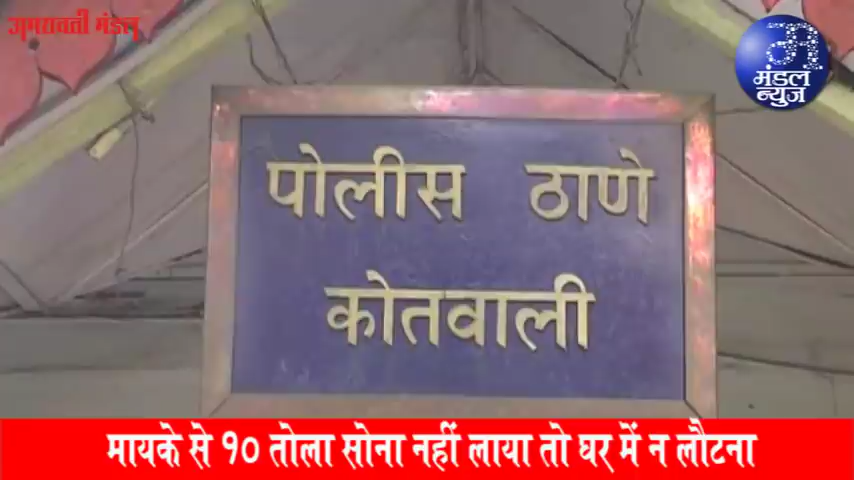 अमरावती मंडल
मंडल
न्युज
पोलीस ठाणे
कोतवाली
मायके से १० तोला सोना नहीं लाया तो घर में न लौटना